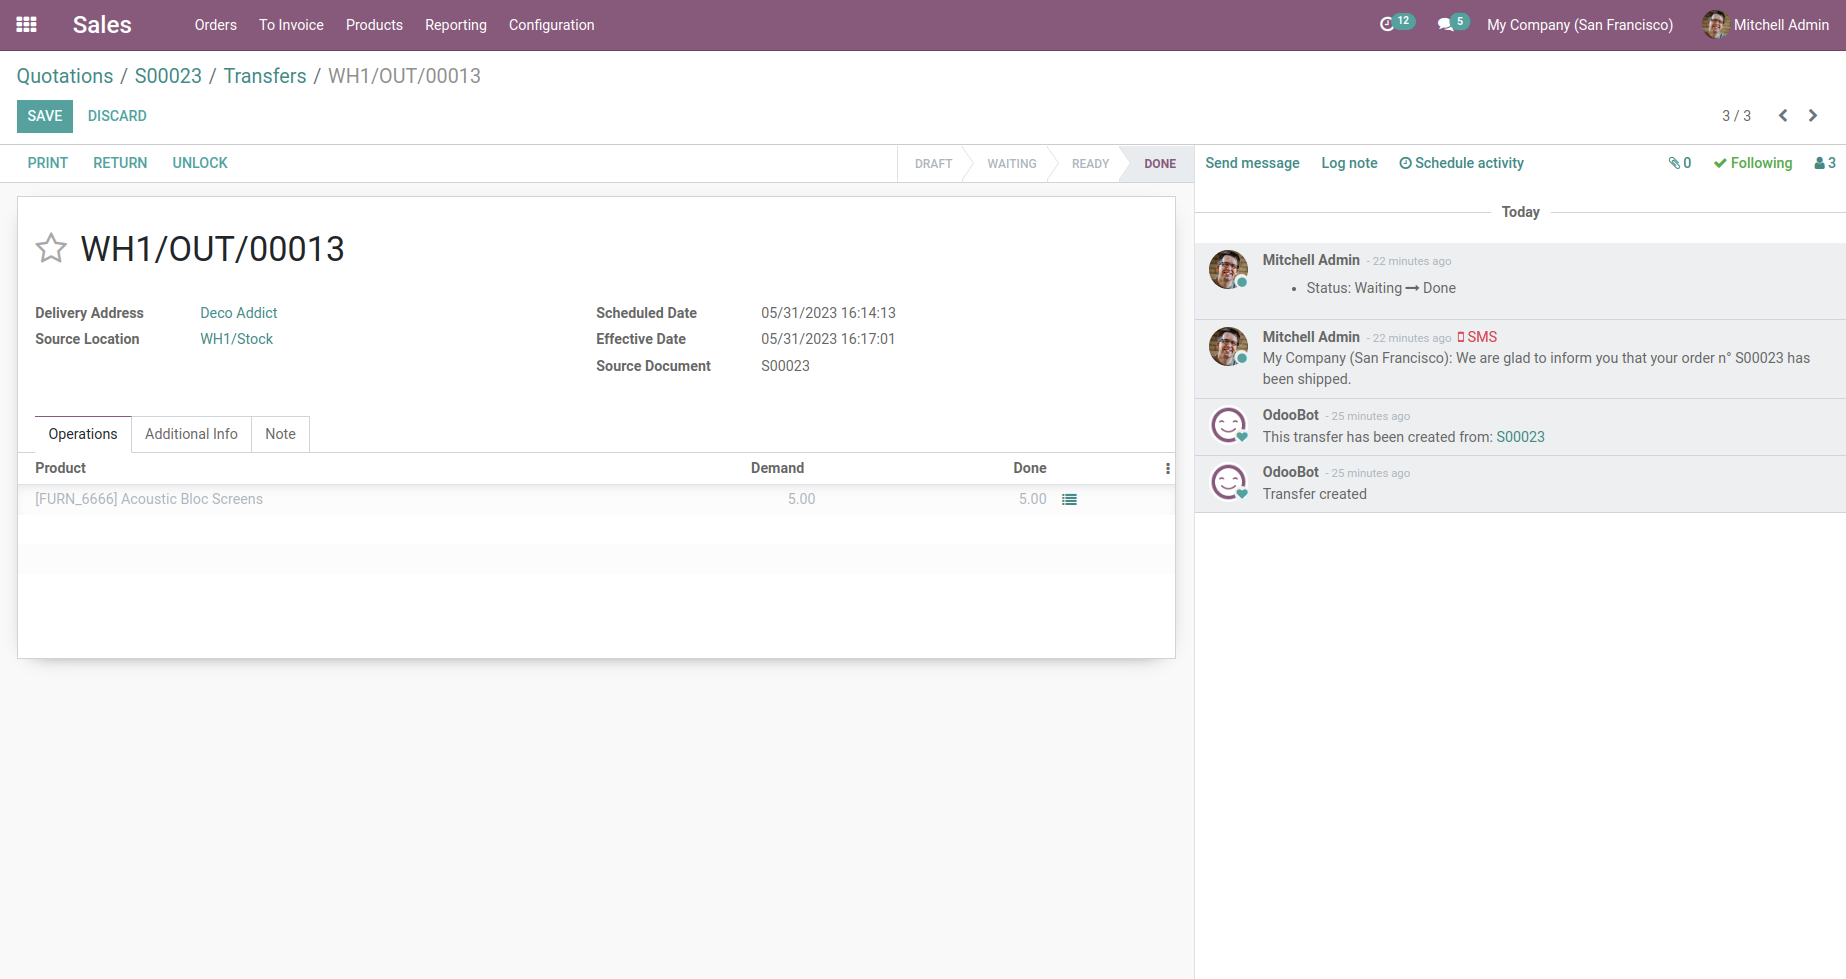 Sales Orders To Invoice Products Reporting Configuration 12 5 My Company (San Francisco) Mitchell Admin
Quotations / S00023 / Transfers / WH1/OUT/00013
SAVE DISCARD 3 / 3
PRINT RETURN UNLOCK DRAFT WAITING READY DONE
WH1/OUT/00013
Delivery Address Deco Addict Scheduled Date 05/31/2023 16:14:13
Source Location WH1/Stock Effective Date 05/31/2023 16:17:01
Source Document S00023
Operations Additional Info Note
Product Demand Done
[FURN_6666] Acoustic Bloc Screens 5.00 5.00
Send message Log note Schedule activity 0 Following 3
Today
Mitchell Admin - 22 minutes ago
• Status: Waiting → Done
Mitchell Admin - 22 minutes ago SMS
My Company (San Francisco): We are glad to inform you that your order n° S00023 has
been shipped.
OdooBot - 25 minutes ago
This transfer has been created from: S00023
OdooBot - 25 minutes ago
Transfer created